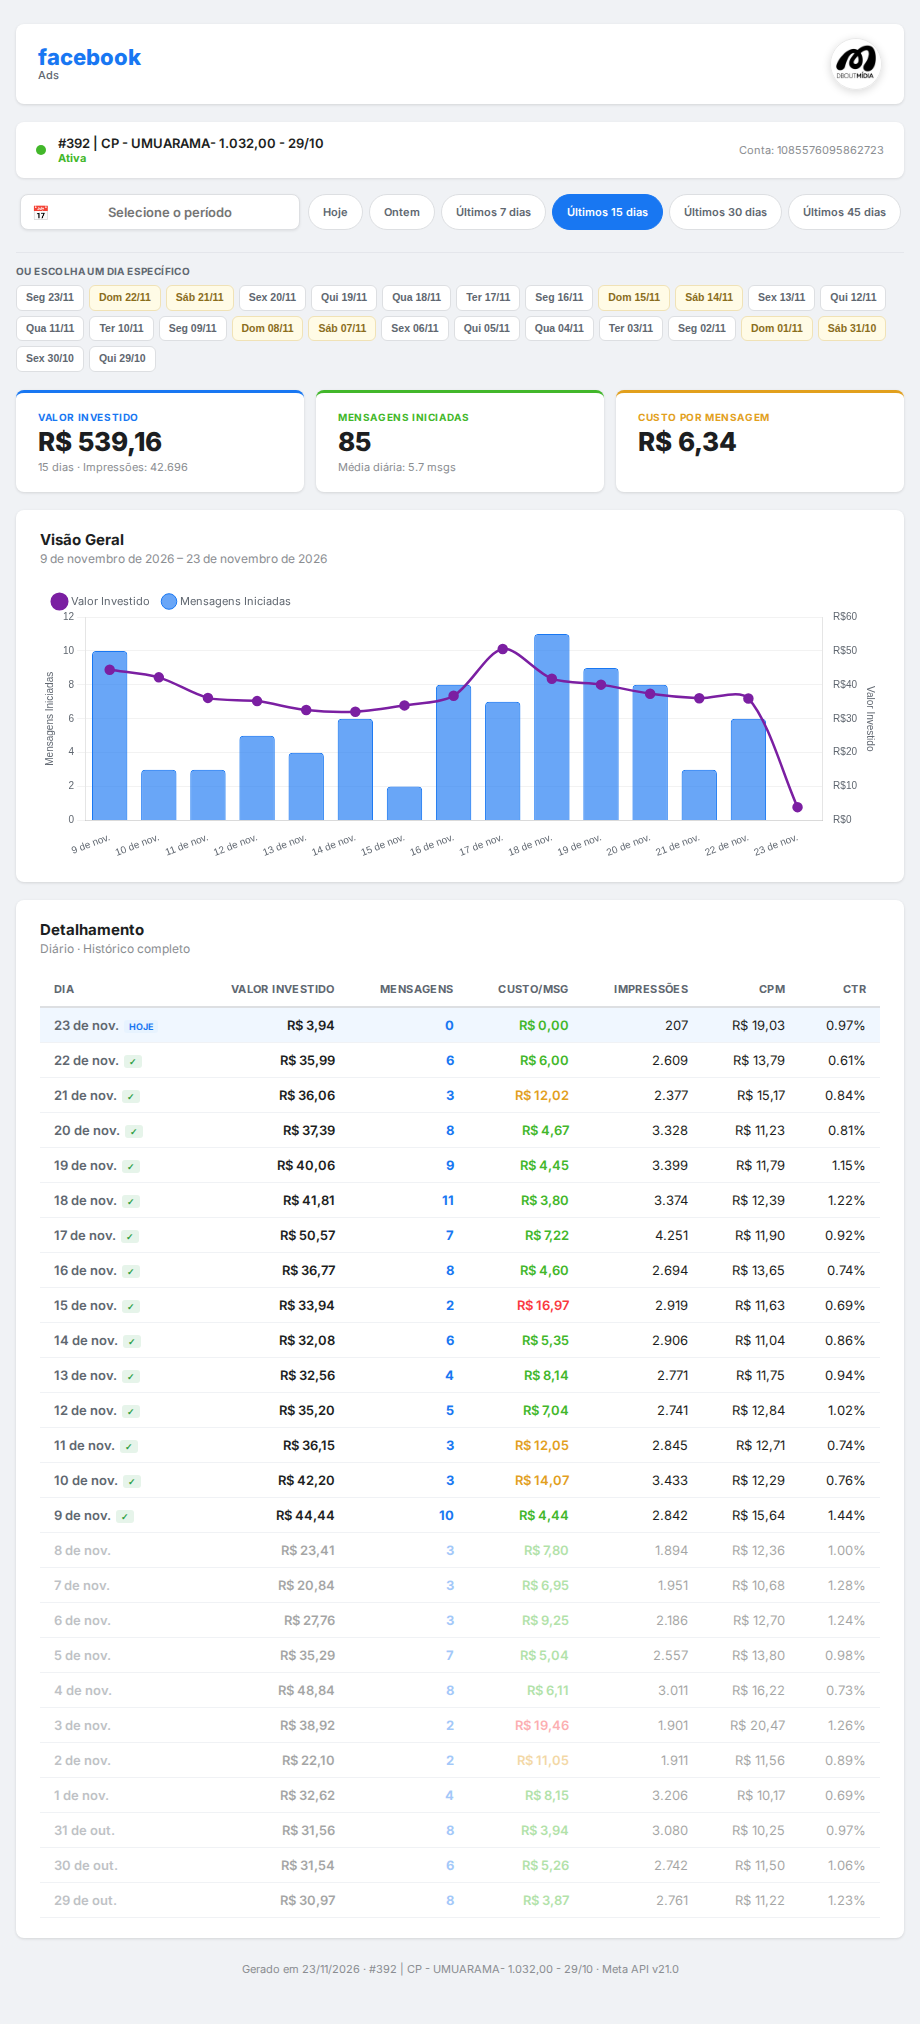 facebook
Ads
DBOUTMÍDIA
#392 | CP - UMUARAMA- 1.032,00 - 29/10
Ativa
Conta: 1085576095862723
📅 Selecione o período Hoje Ontem Últimos 7 dias Últimos 15 dias Últimos 30 dias Últimos 45 dias
OU ESCOLHA UM DIA ESPECÍFICO
Seg 23/11 Dom 22/11 Sáb 21/11 Sex 20/11 Qui 19/11 Qua 18/11 Ter 17/11 Seg 16/11 Dom 15/11 Sáb 14/11 Sex 13/11 Qui 12/11
Qua 11/11 Ter 10/11 Seg 09/11 Dom 08/11 Sáb 07/11 Sex 06/11 Qui 05/11 Qua 04/11 Ter 03/11 Seg 02/11 Dom 01/11 Sáb 31/10
Sex 30/10 Qui 29/10
VALOR INVESTIDO
R$ 539,16
15 dias · Impressões: 42.696
MENSAGENS INICIADAS
85
Média diária: 5.7 msgs
CUSTO POR MENSAGEM
R$ 6,34
Visão Geral
9 de novembro de 2026 – 23 de novembro de 2026
Valor Investido Mensagens Iniciadas
12 R$60
10 R$50
8 R$40
6 R$30
4 R$20
2 R$10
0 R$0
Mensagens Iniciadas
Valor Investido
9 de nov. 10 de nov. 11 de nov. 12 de nov. 13 de nov. 14 de nov. 15 de nov. 16 de nov. 17 de nov. 18 de nov. 19 de nov. 20 de nov. 21 de nov. 22 de nov. 23 de nov.
Detalhamento
Diário · Histórico completo
DIA VALOR INVESTIDO MENSAGENS CUSTO/MSG IMPRESSÕES CPM CTR
23 de nov. HOJE R$ 3,94 0 R$ 0,00 207 R$ 19,03 0.97%
22 de nov. ✓ R$ 35,99 6 R$ 6,00 2.609 R$ 13,79 0.61%
21 de nov. ✓ R$ 36,06 3 R$ 12,02 2.377 R$ 15,17 0.84%
20 de nov. ✓ R$ 37,39 8 R$ 4,67 3.328 R$ 11,23 0.81%
19 de nov. ✓ R$ 40,06 9 R$ 4,45 3.399 R$ 11,79 1.15%
18 de nov. ✓ R$ 41,81 11 R$ 3,80 3.374 R$ 12,39 1.22%
17 de nov. ✓ R$ 50,57 7 R$ 7,22 4.251 R$ 11,90 0.92%
16 de nov. ✓ R$ 36,77 8 R$ 4,60 2.694 R$ 13,65 0.74%
15 de nov. ✓ R$ 33,94 2 R$ 16,97 2.919 R$ 11,63 0.69%
14 de nov. ✓ R$ 32,08 6 R$ 5,35 2.906 R$ 11,04 0.86%
13 de nov. ✓ R$ 32,56 4 R$ 8,14 2.771 R$ 11,75 0.94%
12 de nov. ✓ R$ 35,20 5 R$ 7,04 2.741 R$ 12,84 1.02%
11 de nov. ✓ R$ 36,15 3 R$ 12,05 2.845 R$ 12,71 0.74%
10 de nov. ✓ R$ 42,20 3 R$ 14,07 3.433 R$ 12,29 0.76%
9 de nov. ✓ R$ 44,44 10 R$ 4,44 2.842 R$ 15,64 1.44%
8 de nov. R$ 23,41 3 R$ 7,80 1.894 R$ 12,36 1.00%
7 de nov. R$ 20,84 3 R$ 6,95 1.951 R$ 10,68 1.28%
6 de nov. R$ 27,76 3 R$ 9,25 2.186 R$ 12,70 1.24%
5 de nov. R$ 35,29 7 R$ 5,04 2.557 R$ 13,80 0.98%
4 de nov. R$ 48,84 8 R$ 6,11 3.011 R$ 16,22 0.73%
3 de nov. R$ 38,92 2 R$ 19,46 1.901 R$ 20,47 1.26%
2 de nov. R$ 22,10 2 R$ 11,05 1.911 R$ 11,56 0.89%
1 de nov. R$ 32,62 4 R$ 8,15 3.206 R$ 10,17 0.69%
31 de out. R$ 31,56 8 R$ 3,94 3.080 R$ 10,25 0.97%
30 de out. R$ 31,54 6 R$ 5,26 2.742 R$ 11,50 1.06%
29 de out. R$ 30,97 8 R$ 3,87 2.761 R$ 11,22 1.23%
Gerado em 23/11/2026 · #392 | CP - UMUARAMA- 1.032,00 - 29/10 · Meta API v21.0